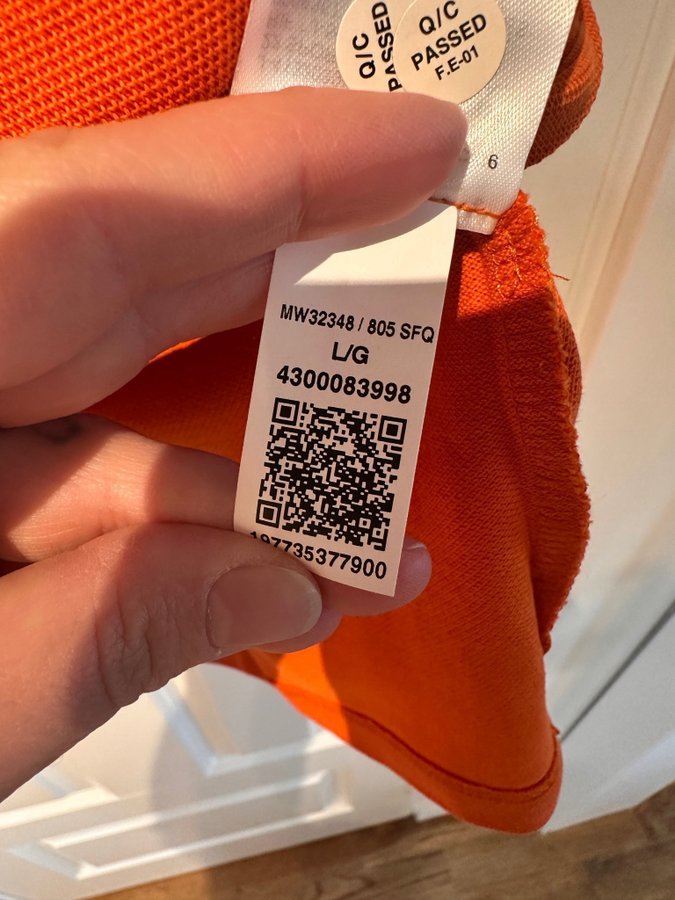 Q/C
PASSED
Q/C
PASSED
F.E-01
6
MW32348 / 805 SFQ
L/G
4300083998
197735377900